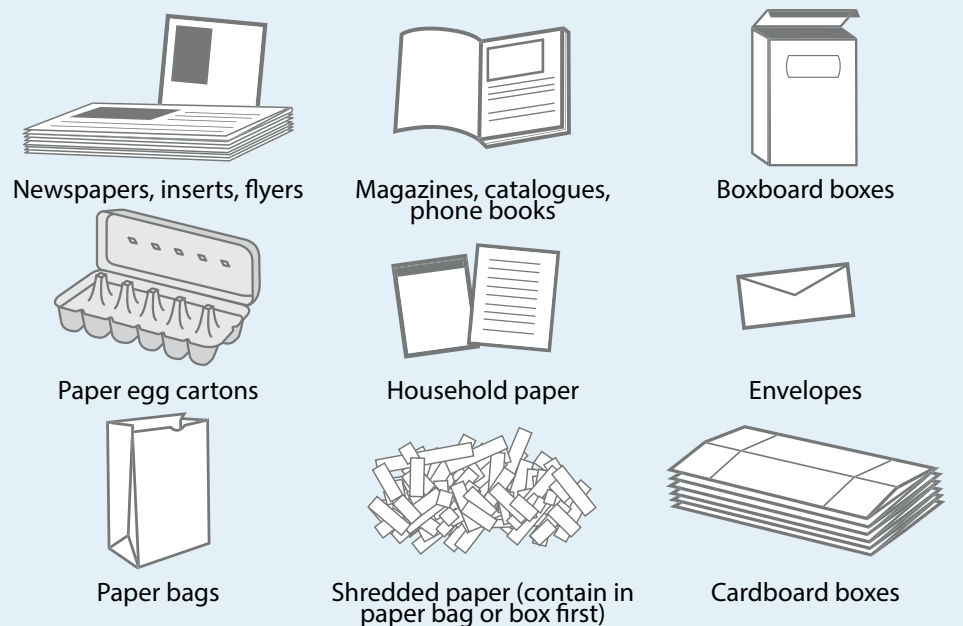 Newspapers, inserts, flyers
Magazines, catalogues,
phone books
Boxboard boxes
Paper egg cartons
Household paper
Envelopes
Paper bags
Shredded paper (contain in
paper bag or box first)
Cardboard boxes